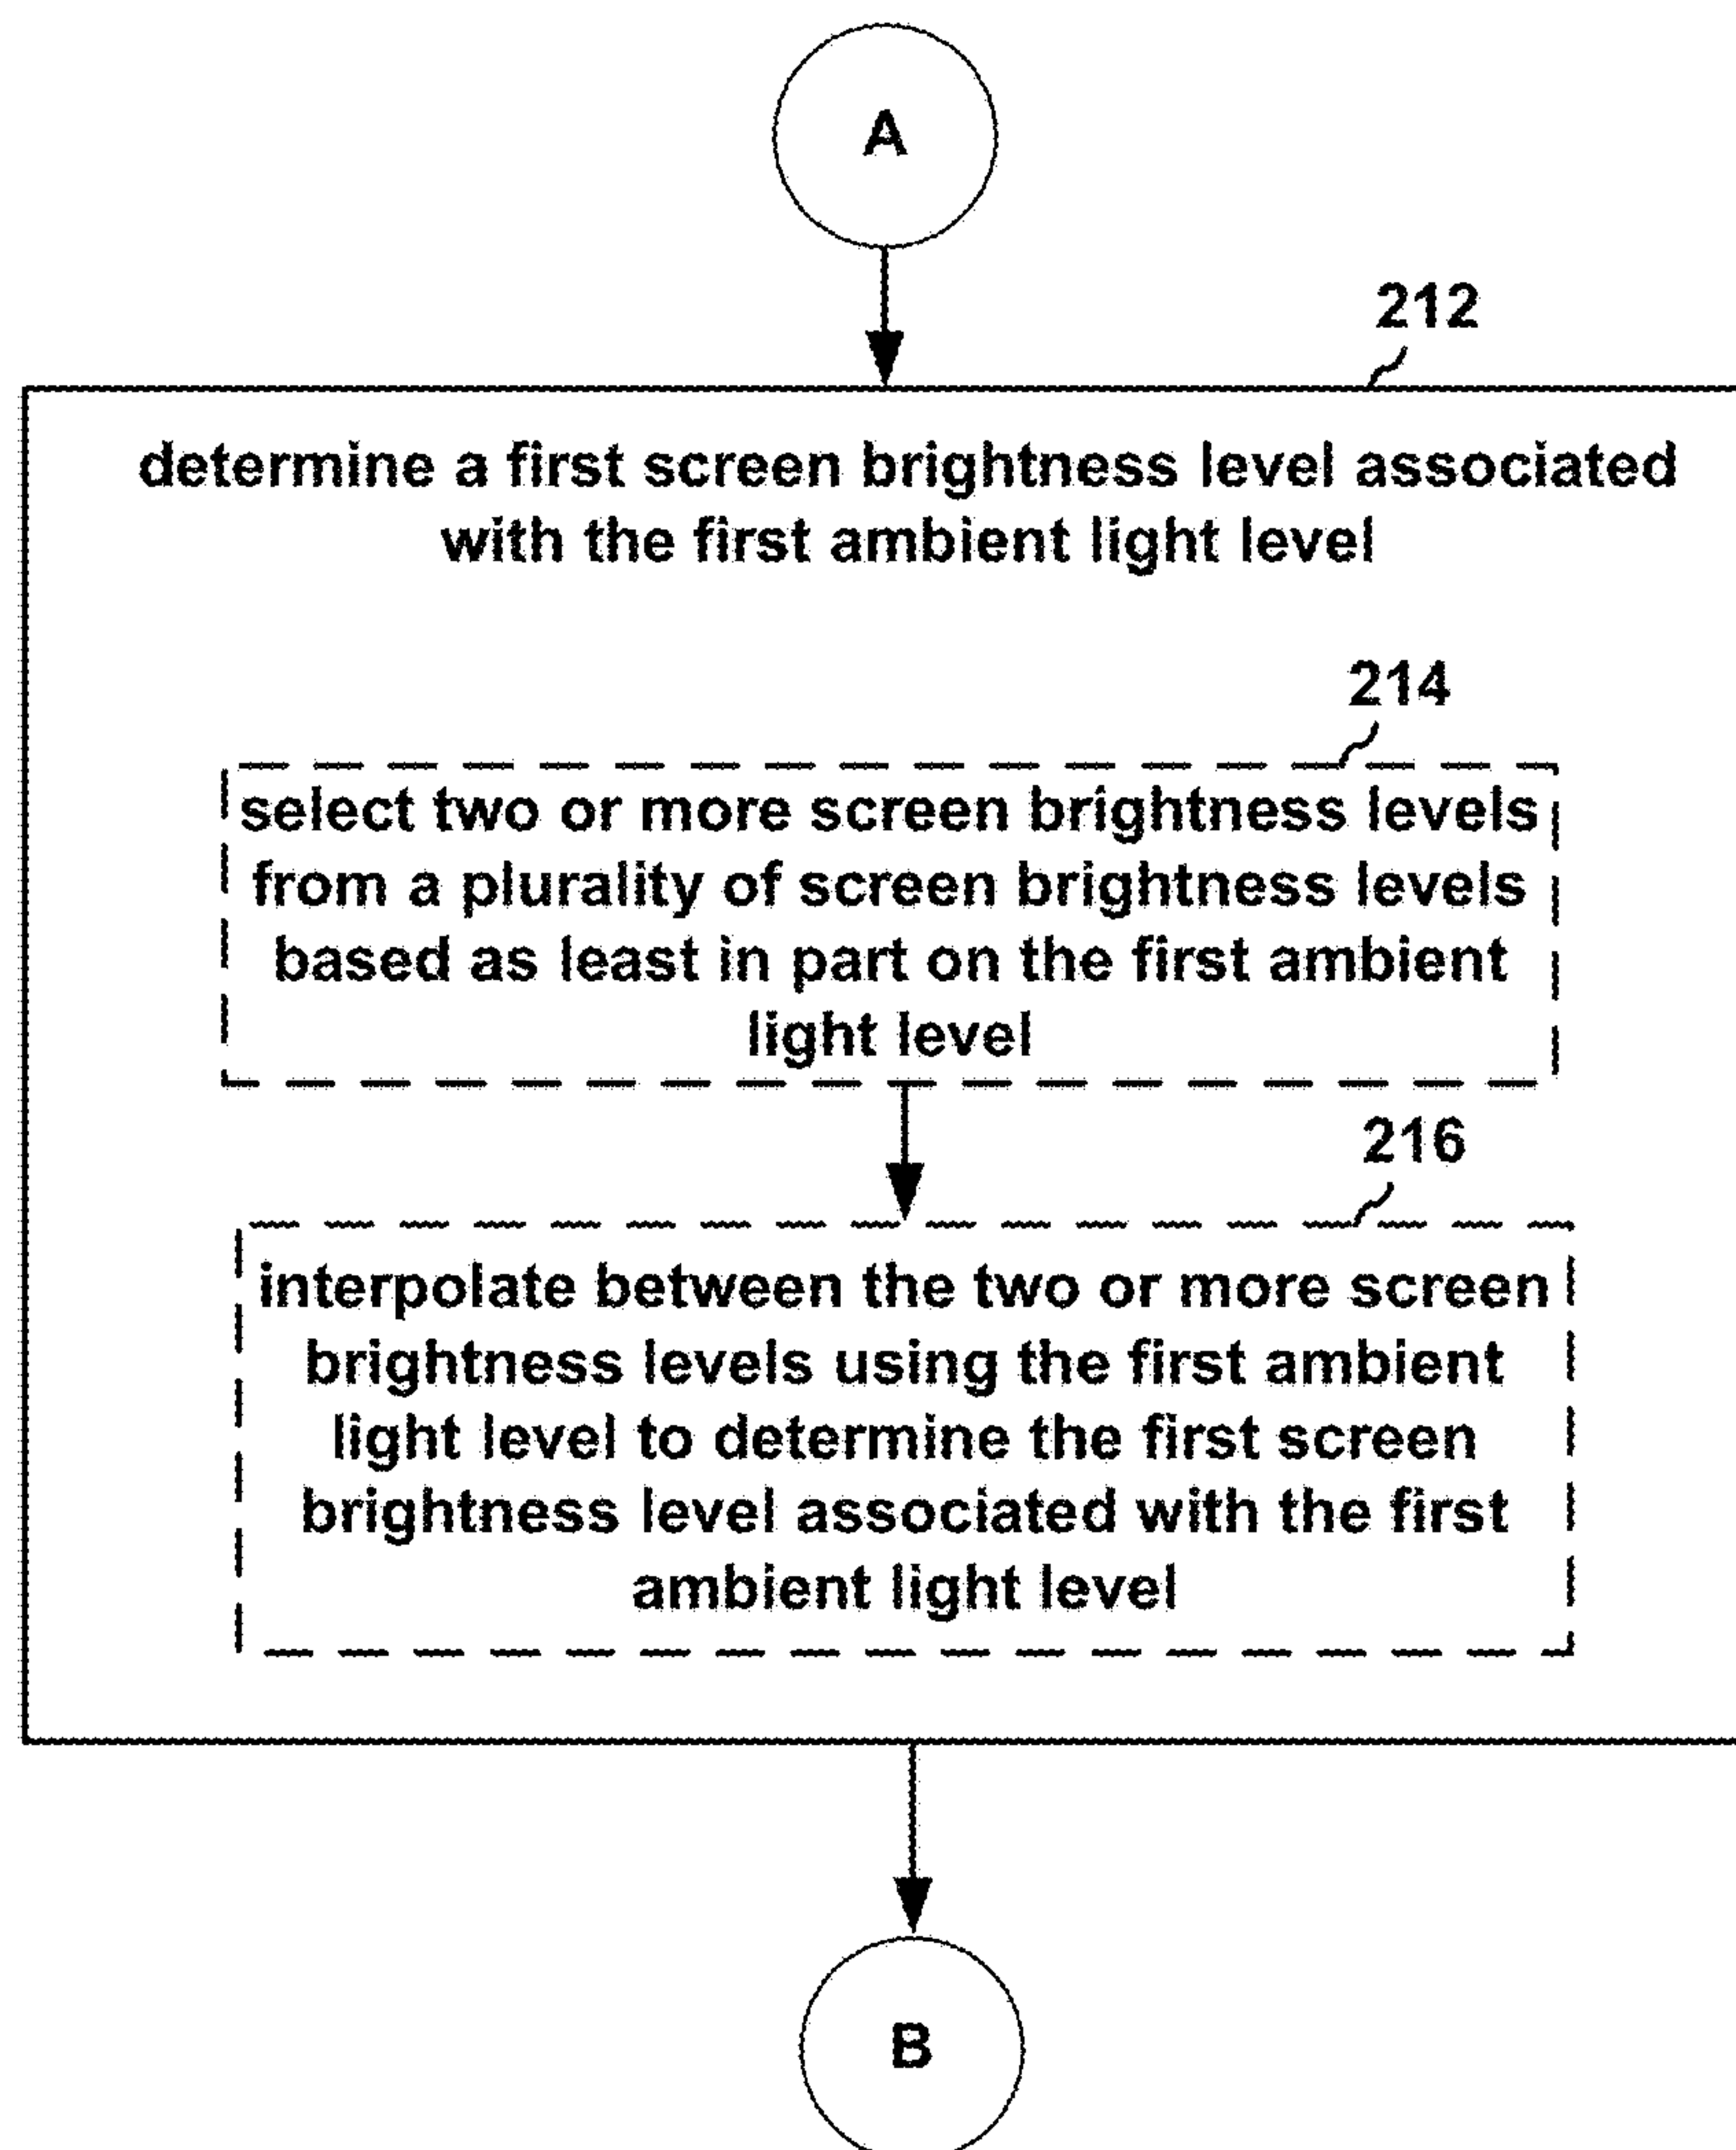 A
212
determine a first screen brightness level associated
with the first ambient light level
214
select two or more screen brightness levels
from a plurality of screen brightness levels
based as least in part on the first ambient
light level
216
interpolate between the two or more screen
brightness levels using the first ambient
light level to determine the first screen
brightness level associated with the first
ambient light level
B